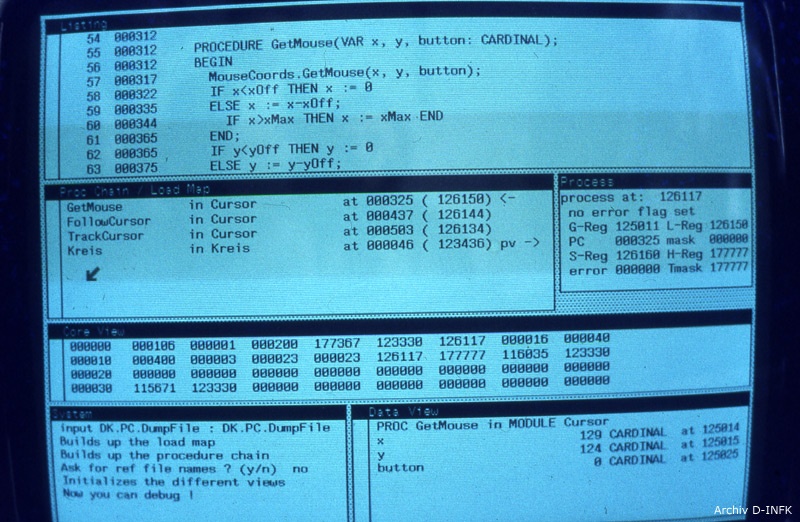 Listing
54 000312
55 000312 PROCEDURE GetMouse(VAR x, y, button: CARDINAL);
56 000312 BEGIN
57 000317 MouseCoords.GetMouse(x, y, button);
58 000322 IF x<xOff THEN x := 0
59 000335 ELSE x := x-xOff;
60 000344 IF x>xMax THEN x := xMax END
61 000365 END;
62 000365 IF y<yOff THEN y := 0
63 000375 ELSE y := y-yOff;
Proc Chain / Load Map
GetMouse in Cursor at 000325 ( 126150) <-
FollowCursor in Cursor at 000437 ( 126144)
TrackCursor in Cursor at 000503 ( 126134)
Kreis in Kreis at 000046 ( 123436) pv ->
Process
process at: 126117
no error flag set
G-Reg 125011 L-Reg 126150
PC 000325 mask 000000
S-Reg 126160 H-Reg 177777
error 000000 Tmask 177777
Core View
000000 000106 000001 000200 177367 123330 126117 000016 000040
000010 000400 000003 000023 000023 126117 177777 116035 123330
000020 000000 000000 000000 000000 000000 000000 000000 000000
000030 115671 123330 000000 000000 000000 000000 000000 000000
System
input DK.PC.DumpFile : DK.PC.DumpFile
Builds up the load map
Builds up the procedure chain
Ask for ref file names ? (y/n) no
Initializes the different views
Now you can debug !
Data View
PROC GetMouse in MODULE Cursor
x 129 CARDINAL at 125014
y 124 CARDINAL at 125015
button 0 CARDINAL at 125025
Archiv D-INFK